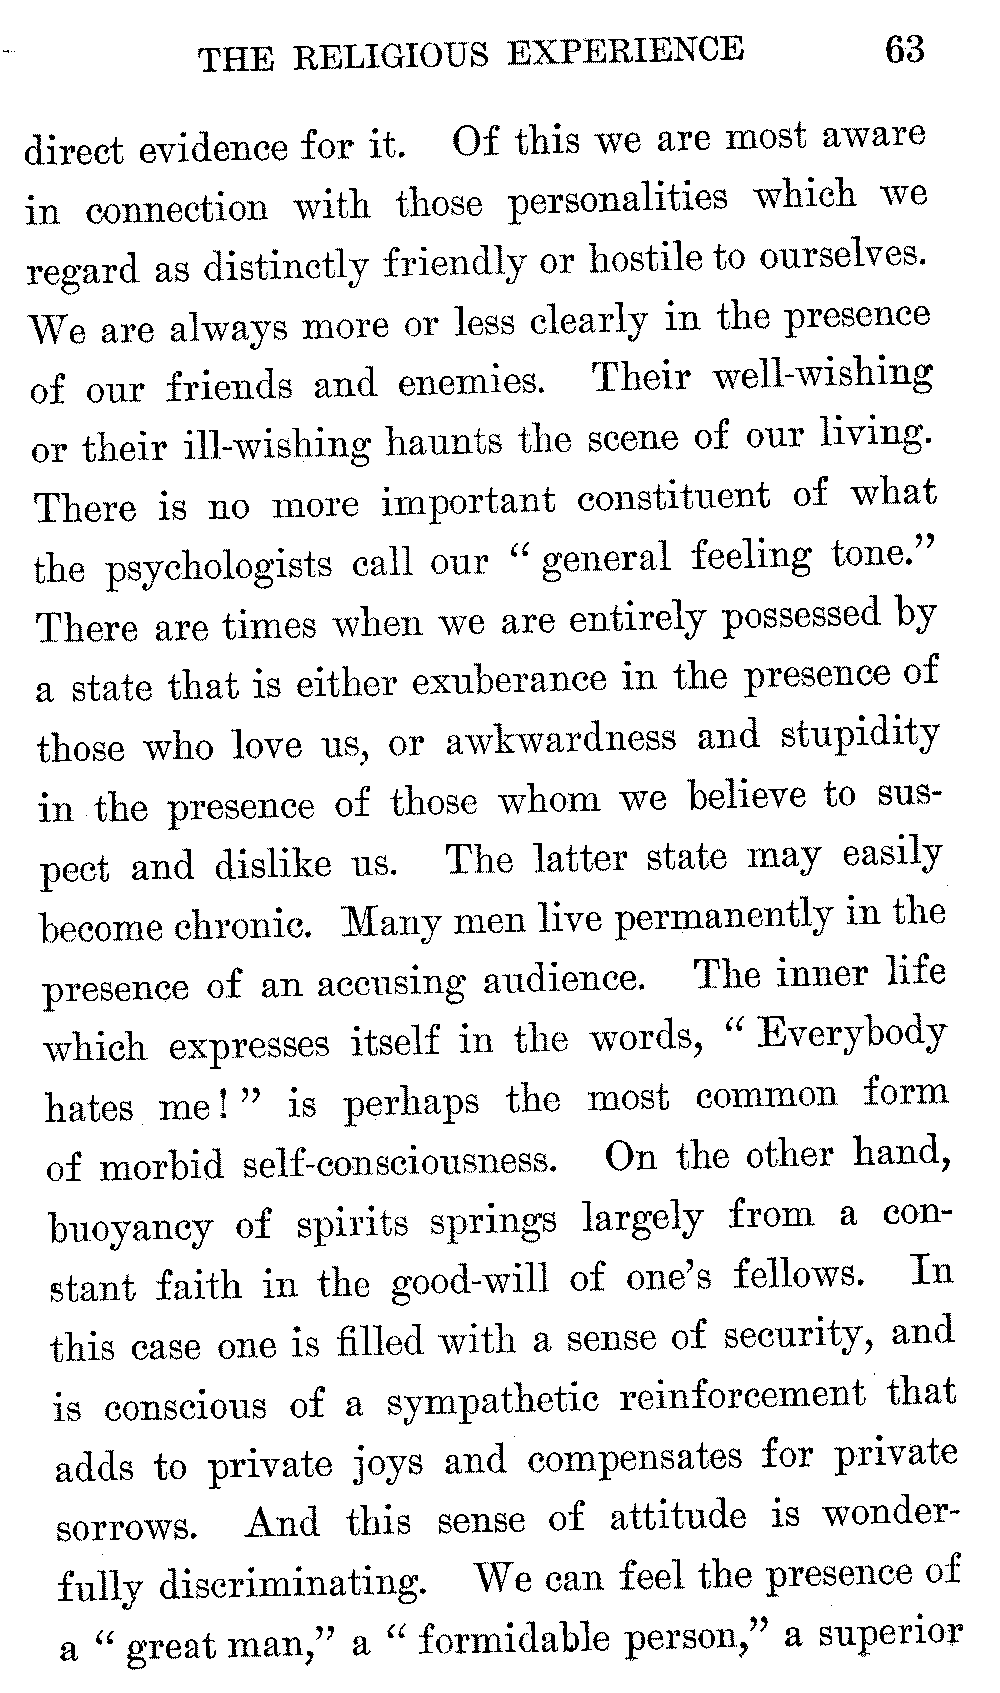 THE RELIGIOUS EXPERIENCE 63
direct evidence for it. Of this we are most aware
in connection with those personalities which we
regard as distinctly friendly or hostile to ourselves.
We are always more or less clearly in the presence
of our friends and enemies. Their well-wishing
or their ill-wishing haunts the scene of our living.
There is no more important constituent of what
the psychologists call our “ general feeling tone.”
There are times when we are entirely possessed by
a state that is either exuberance in the presence of
those who love us, or awkwardness and stupidity
in the presence of those whom we believe to sus-
pect and dislike us. The latter state may easily
become chronic. Many men live permanently in the
presence of an accusing audience. The inner life
which expresses itself in the words, “ Everybody
hates me! ” is perhaps the most common form
of morbid self-consciousness. On the other hand,
buoyancy of spirits springs largely from a con-
stant faith in the good-will of one’s fellows. In
this case one is filled with a sense of security, and
is conscious of a sympathetic reinforcement that
adds to private joys and compensates for private
sorrows. And this sense of attitude is wonder-
fully discriminating. We can feel the presence of
a “ great man,” a “ formidable person,” a superior